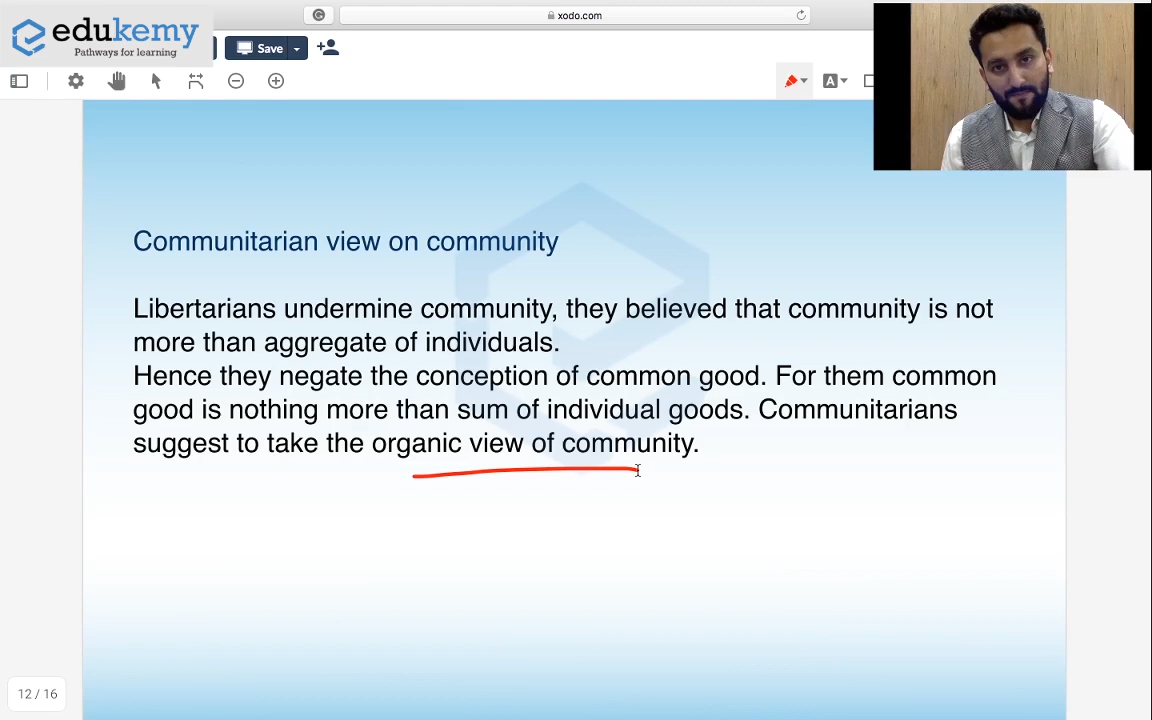 xodo.com
edukemy
Pathways for learning
Save
A
Communitarian view on community
Libertarians undermine community, they believed that community is not
more than aggregate of individuals.
Hence they negate the conception of common good. For them common
good is nothing more than sum of individual goods. Communitarians
suggest to take the organic view of community.
12 / 16